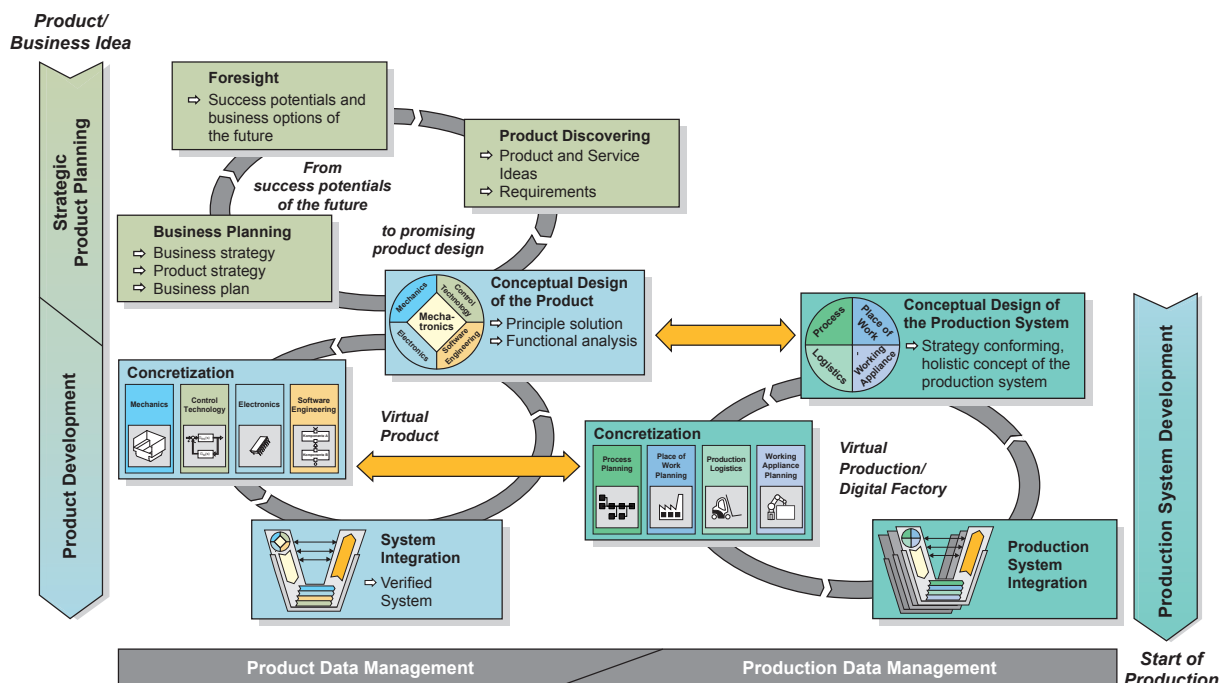 Product/
Business Idea
Strategic
Product Planning
Product Development
Foresight
⇨ Success potentials and
business options of
the future
Product Discovering
⇨ Product and Service
Ideas
⇨ Requirements
From
success potentials
of the future
Business Planning
⇨ Business strategy
⇨ Product strategy
⇨ Business plan
to promising
product design
Mechanics
Control
Technology
Mecha-
tronics
Electronics
Software
Engineering
Conceptual Design
of the Product
⇨ Principle solution
⇨ Functional analysis
Process
Place of
Work
Logistics
Working
Appliance
Conceptual Design of
the Production System
⇨ Strategy conforming,
holistic concept of the
production system
Concretization
Mechanics
Control
Technology
Electronics
Software
Engineering
Virtual
Product
Concretization
Process
Planning
Place of
Work
Planning
Production
Logistics
Working
Appliance
Planning
Virtual
Production/
Digital Factory
System
Integration
⇨ Verified
System
Production
System
Integration
Production System Development
Product Data Management
Production Data Management
Start of
Production